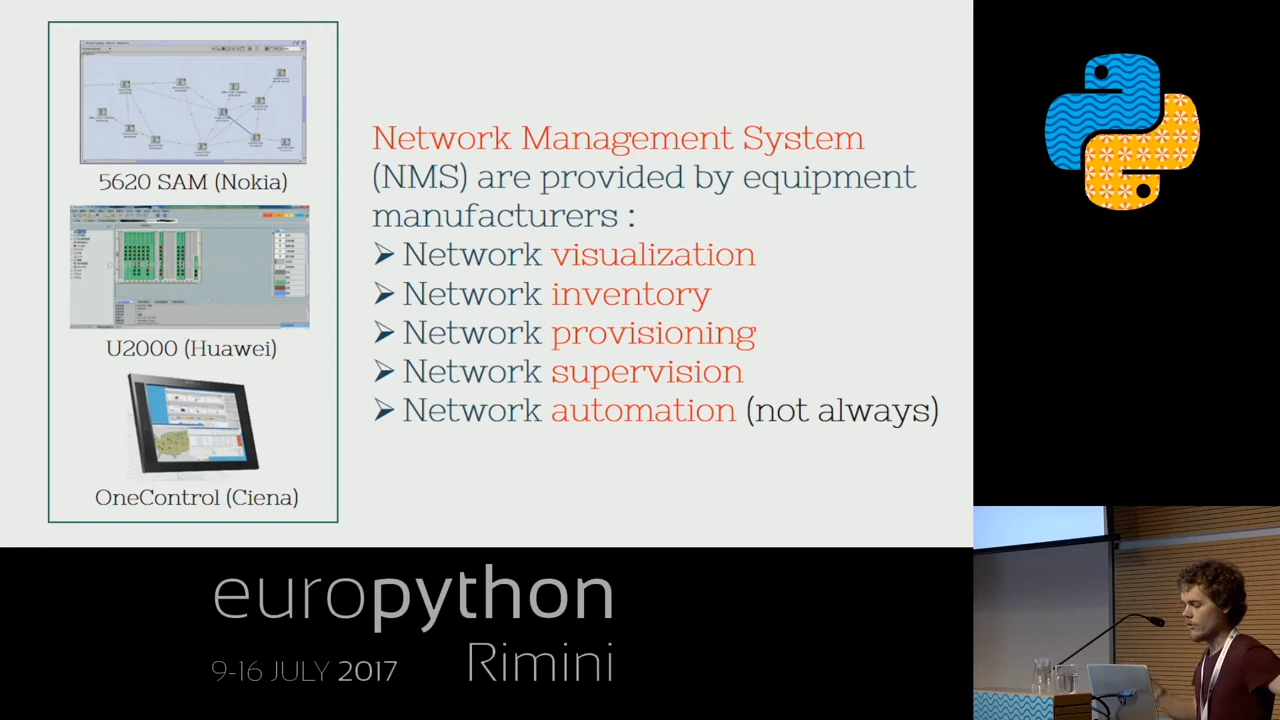 5620 SAM (Nokia)
U2000 (Huawei)
OneControl (Ciena)
Network Management System
(NMS) are provided by equipment
manufacturers :
➢ Network visualization
➢ Network inventory
➢ Network provisioning
➢ Network supervision
➢ Network automation (not always)
europython
9-16 JULY 2017 Rimini